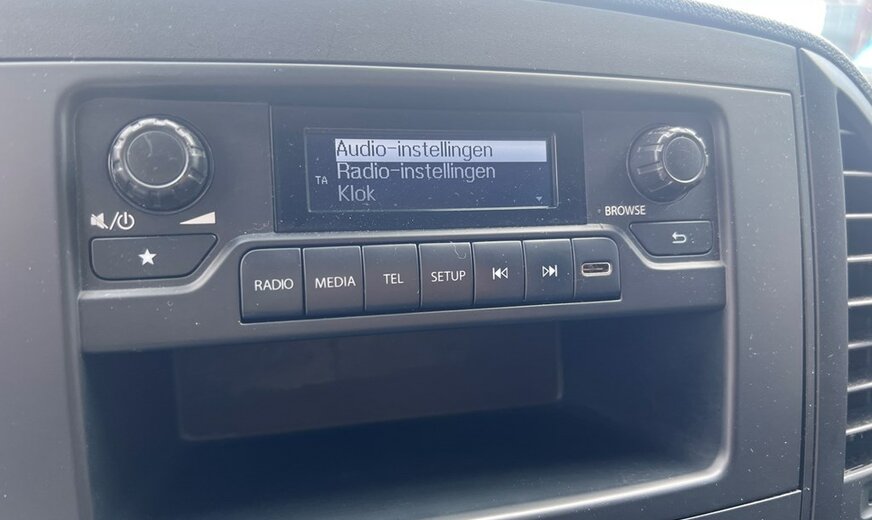 Audio-instellingen
TA
Radio-instellingen
Klok
BROWSE
RADIO
MEDIA
TEL
SETUP